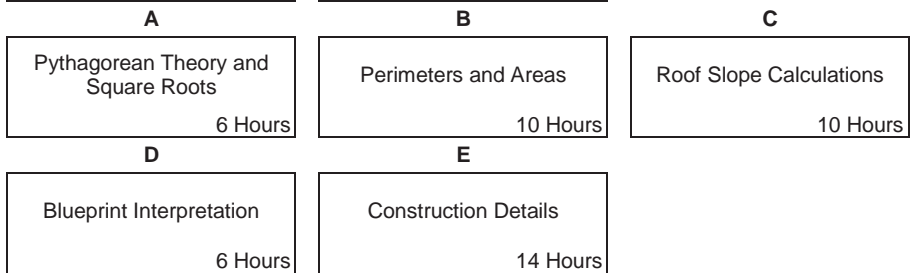 A
B
C
Pythagorean Theory and
Square Roots
6 Hours
Perimeters and Areas
10 Hours
Roof Slope Calculations
10 Hours
D
E
Blueprint Interpretation
6 Hours
Construction Details
14 Hours